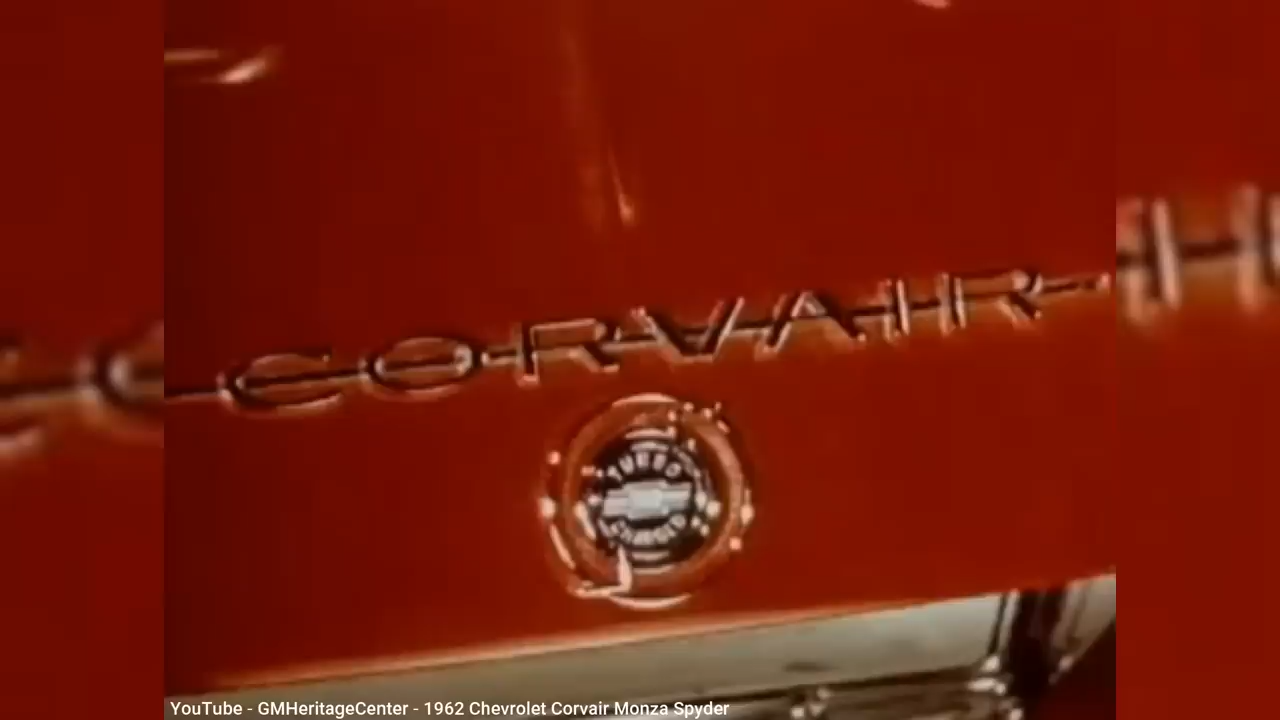 CORVAIR
TURBO
CHARGED
YouTube - GMHeritageCenter - 1962 Chevrolet Corvair Monza Spyder